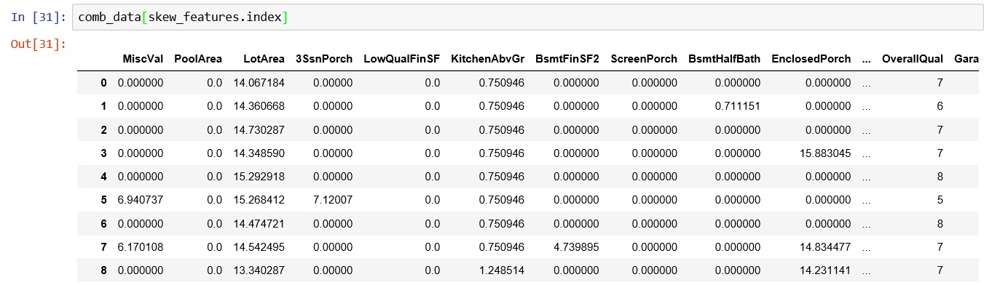 In [31]: comb_data[skew_features.index]
Out[31]:
MiscVal PoolArea LotArea 3SsnPorch LowQualFinSF KitchenAbvGr BsmtFinSF2 ScreenPorch BsmtHalfBath EnclosedPorch ... OverallQual Gara
0 0.000000 0.0 14.067184 0.00000 0.0 0.750946 0.000000 0.000000 0.000000 0.000000 ... 7
1 0.000000 0.0 14.360668 0.00000 0.0 0.750946 0.000000 0.000000 0.711151 0.000000 ... 6
2 0.000000 0.0 14.730287 0.00000 0.0 0.750946 0.000000 0.000000 0.000000 0.000000 ... 7
3 0.000000 0.0 14.348590 0.00000 0.0 0.750946 0.000000 0.000000 0.000000 15.883045 ... 7
4 0.000000 0.0 15.292918 0.00000 0.0 0.750946 0.000000 0.000000 0.000000 0.000000 ... 8
5 6.940737 0.0 15.268412 7.12007 0.0 0.750946 0.000000 0.000000 0.000000 0.000000 ... 5
6 0.000000 0.0 14.474721 0.00000 0.0 0.750946 0.000000 0.000000 0.000000 0.000000 ... 8
7 6.170108 0.0 14.542495 0.00000 0.0 0.750946 4.739895 0.000000 0.000000 14.834477 ... 7
8 0.000000 0.0 13.340287 0.00000 0.0 1.248514 0.000000 0.000000 0.000000 14.231141 ... 7